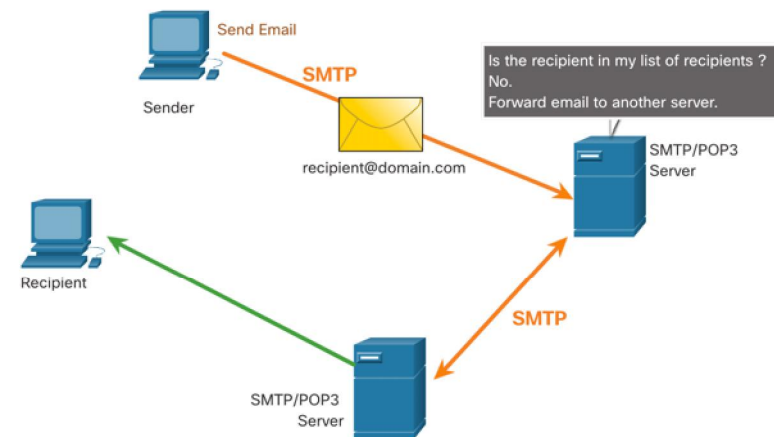 Send Email
SMTP
Sender
recipient@domain.com
Is the recipient in my list of recipients ?
No.
Forward email to another server.
SMTP/POP3
Server
Recipient
SMTP
SMTP/POP3
Server